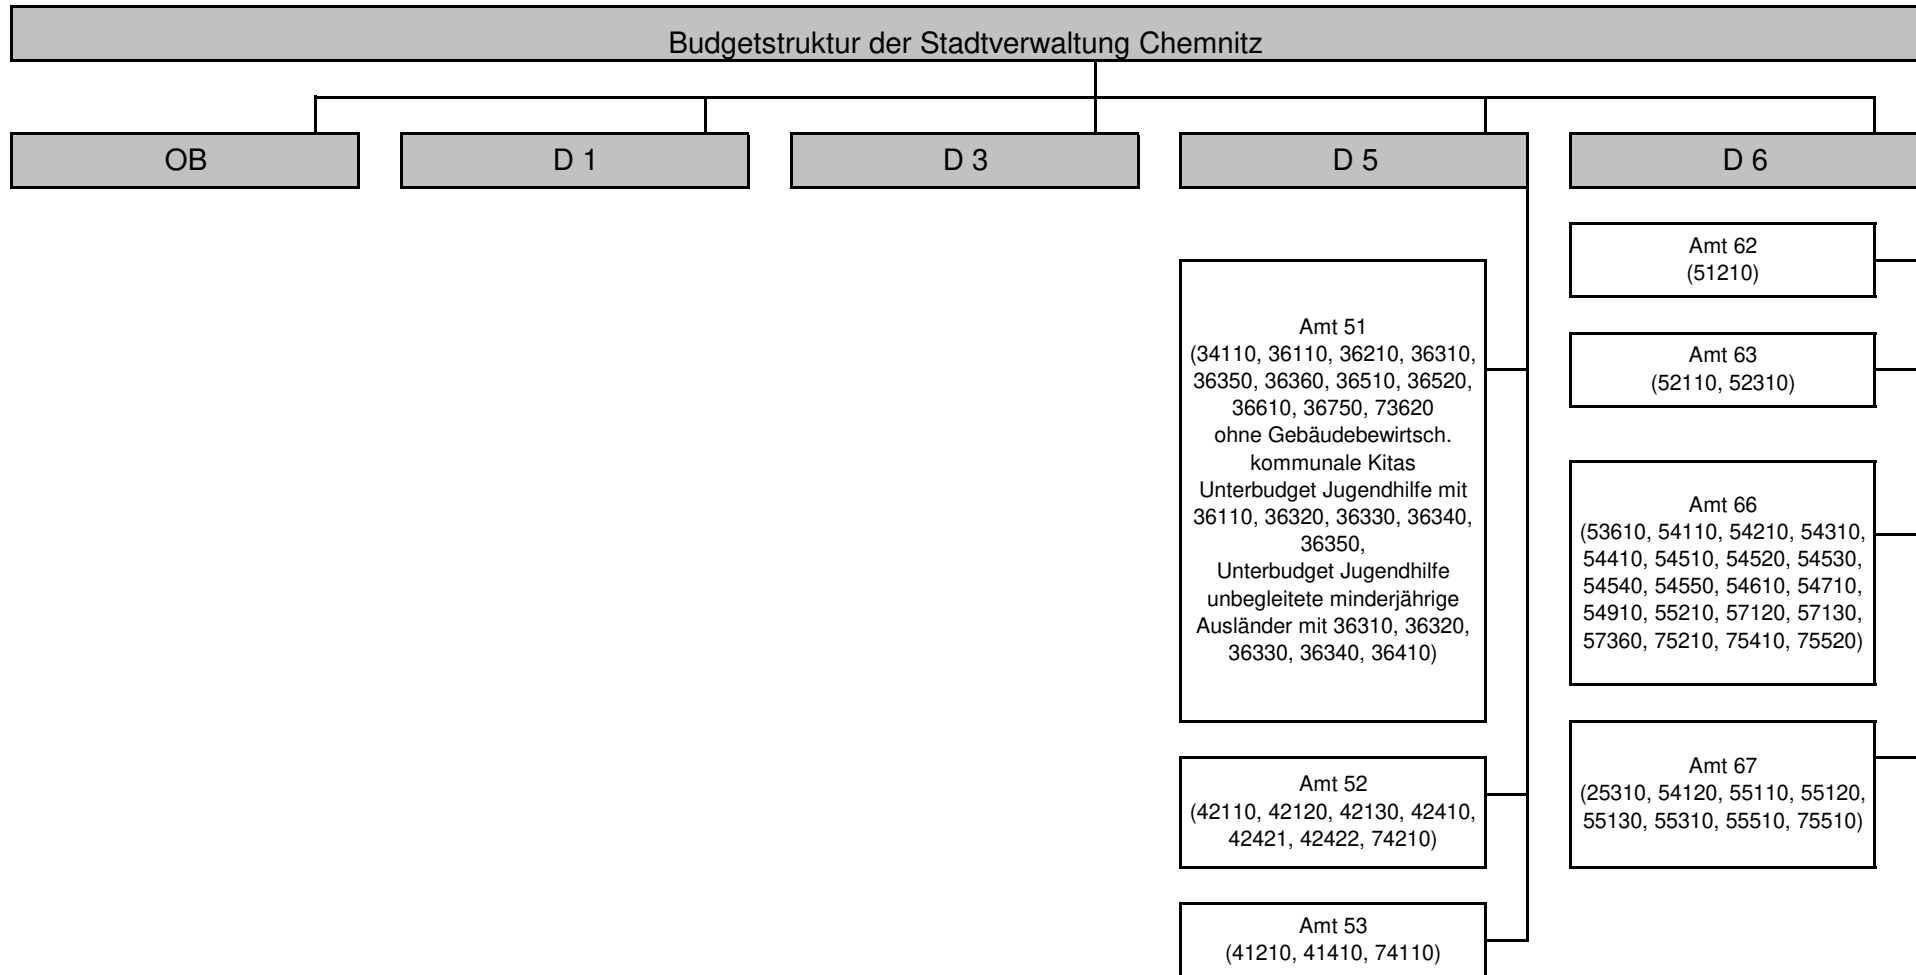 Budgetstruktur der Stadtverwaltung Chemnitz
OB
D 1
D 3
D 5
D 6
Amt 51
(34110, 36110, 36210, 36310,
36350, 36360, 36510, 36520,
36610, 36750, 73620
ohne Gebäudebewirtsch.
kommunale Kitas
Unterbudget Jugendhilfe mit
36110, 36320, 36330, 36340,
36350,
Unterbudget Jugendhilfe
unbegleitete minderjährige
Ausländer mit 36310, 36320,
36330, 36340, 36410)
Amt 52
(42110, 42120, 42130, 42410,
42421, 42422, 74210)
Amt 53
(41210, 41410, 74110)
Amt 62
(51210)
Amt 63
(52110, 52310)
Amt 66
(53610, 54110, 54210, 54310,
54410, 54510, 54520, 54530,
54540, 54550, 54610, 54710,
54910, 55210, 57120, 57130,
57360, 75210, 75410, 75520)
Amt 67
(25310, 54120, 55110, 55120,
55130, 55310, 55510, 75510)